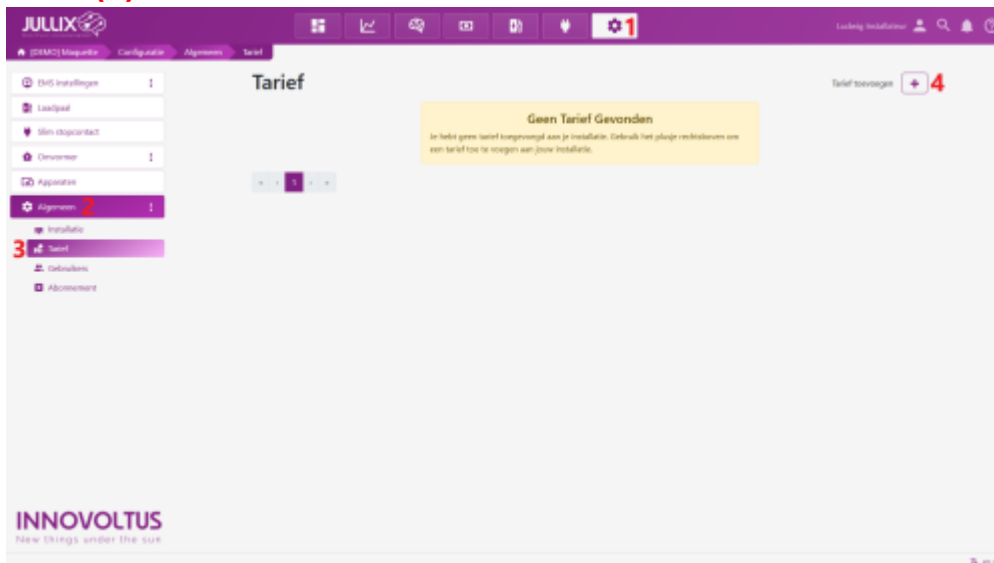 JULLIX
1
Ludwig Installateur
[DEMO] Maquette
Configuratie
Algemeen
Tarief
EMS instellingen
Laadpaal
Slim stopcontact
Omvormer
Apparaten
Algemeen 2
Installatie
3 Tarief
Gebruikers
Abonnement
Tarief
Tarief toevoegen + 4
Geen Tarief Gevonden
Je hebt geen tarief toegevoegd aan je installatie. Gebruik het plusje rechtsboven om
een tarief toe te voegen aan jouw installatie.
« ‹ 1 › »
INNOVOLTUS
New things under the sun